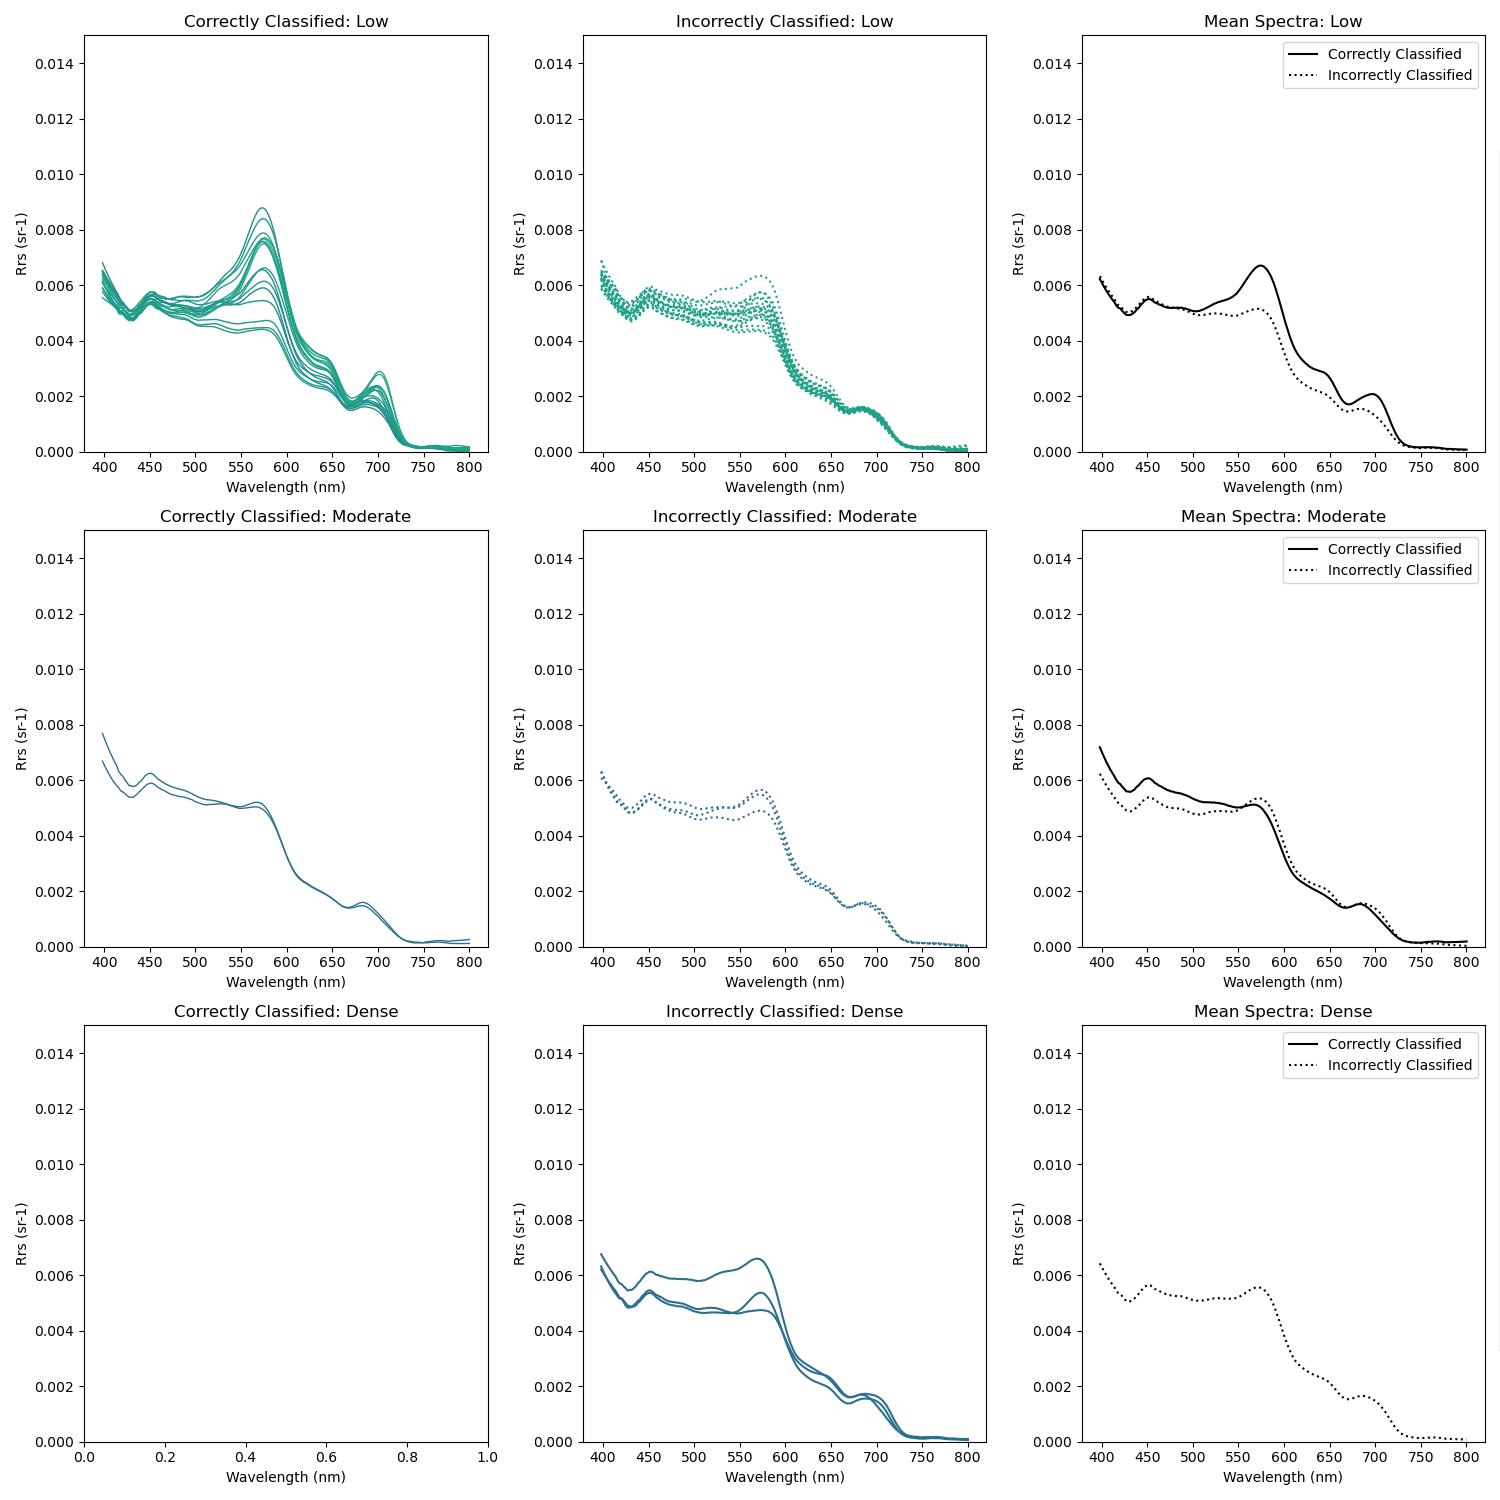 Correctly Classified: Low
Incorrectly Classified: Low
Mean Spectra: Low
Rrs (sr-1)
0.014
0.012
0.010
0.008
0.006
0.004
0.002
0.000
400 450 500 550 600 650 700 750 800
Wavelength (nm)
Rrs (sr-1)
0.014
0.012
0.010
0.008
0.006
0.004
0.002
0.000
400 450 500 550 600 650 700 750 800
Wavelength (nm)
Rrs (sr-1)
0.014
0.012
0.010
0.008
0.006
0.004
0.002
0.000
Correctly Classified
Incorrectly Classified
400 450 500 550 600 650 700 750 800
Wavelength (nm)
Correctly Classified: Moderate
Incorrectly Classified: Moderate
Mean Spectra: Moderate
Rrs (sr-1)
0.014
0.012
0.010
0.008
0.006
0.004
0.002
0.000
400 450 500 550 600 650 700 750 800
Wavelength (nm)
Rrs (sr-1)
0.014
0.012
0.010
0.008
0.006
0.004
0.002
0.000
400 450 500 550 600 650 700 750 800
Wavelength (nm)
Rrs (sr-1)
0.014
0.012
0.010
0.008
0.006
0.004
0.002
0.000
Correctly Classified
Incorrectly Classified
400 450 500 550 600 650 700 750 800
Wavelength (nm)
Correctly Classified: Dense
Incorrectly Classified: Dense
Mean Spectra: Dense
Rrs (sr-1)
0.014
0.012
0.010
0.008
0.006
0.004
0.002
0.000
0.0 0.2 0.4 0.6 0.8 1.0
Wavelength (nm)
Rrs (sr-1)
0.014
0.012
0.010
0.008
0.006
0.004
0.002
0.000
400 450 500 550 600 650 700 750 800
Wavelength (nm)
Rrs (sr-1)
0.014
0.012
0.010
0.008
0.006
0.004
0.002
0.000
Correctly Classified
Incorrectly Classified
400 450 500 550 600 650 700 750 800
Wavelength (nm)